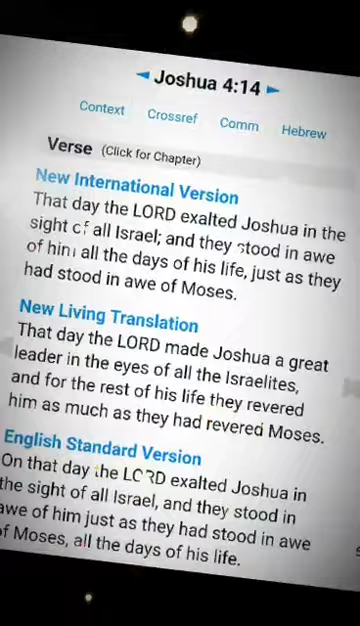 ◄ Joshua 4:14 ►
Context Crossref Comm Hebrew
Verse (Click for Chapter)
New International Version
That day the LORD exalted Joshua in the
sight of all Israel; and they stood in awe
of him all the days of his life, just as they
had stood in awe of Moses.
New Living Translation
That day the LORD made Joshua a great
leader in the eyes of all the Israelites,
and for the rest of his life they revered
him as much as they had revered Moses.
English Standard Version
On that day the LORD exalted Joshua in
the sight of all Israel, and they stood in
awe of him just as they had stood in awe
of Moses, all the days of his life.